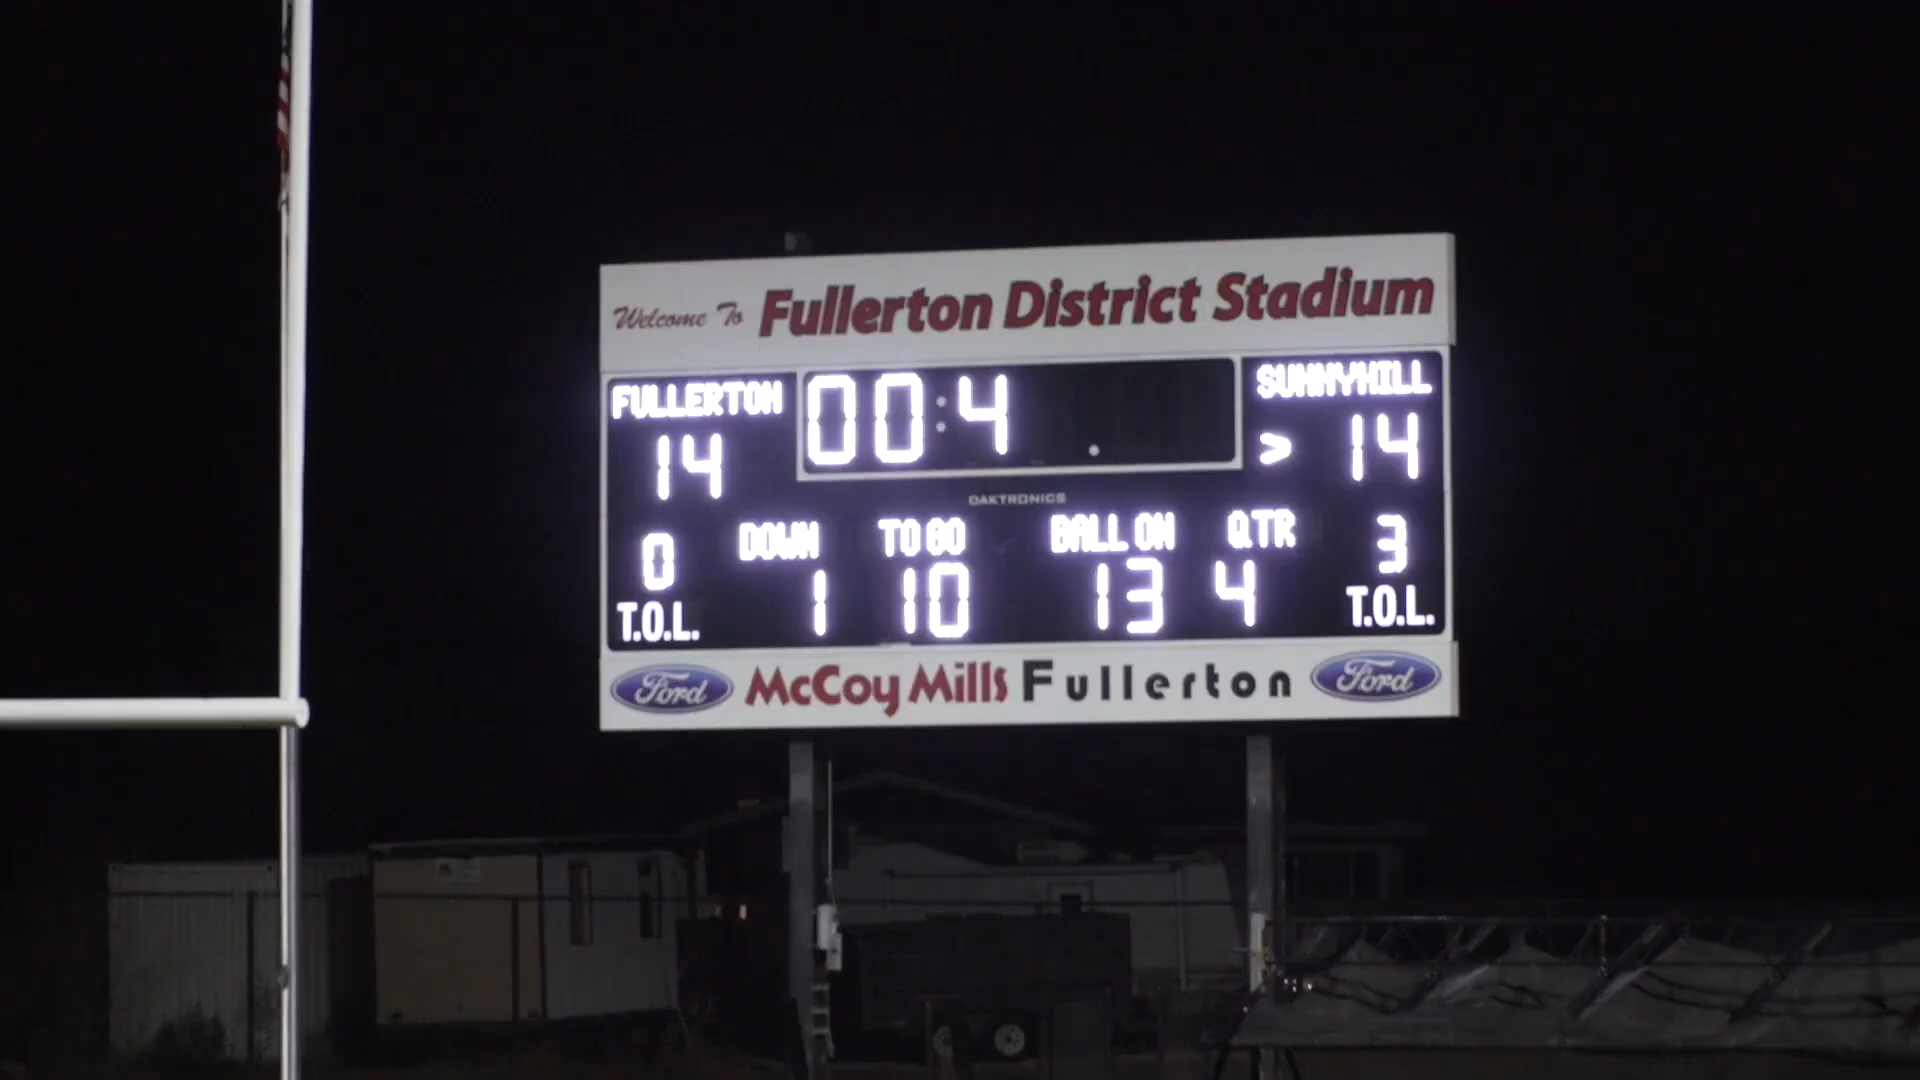 Welcome To Fullerton District Stadium
FULLERTON 00:4 . SUNNYHILL
14 > 14
DAKTRONICS
DOWN TO GO BALL ON QTR
0 1 10 13 4 3
T.O.L. T.O.L.
Ford McCoy Mills Fullerton Ford